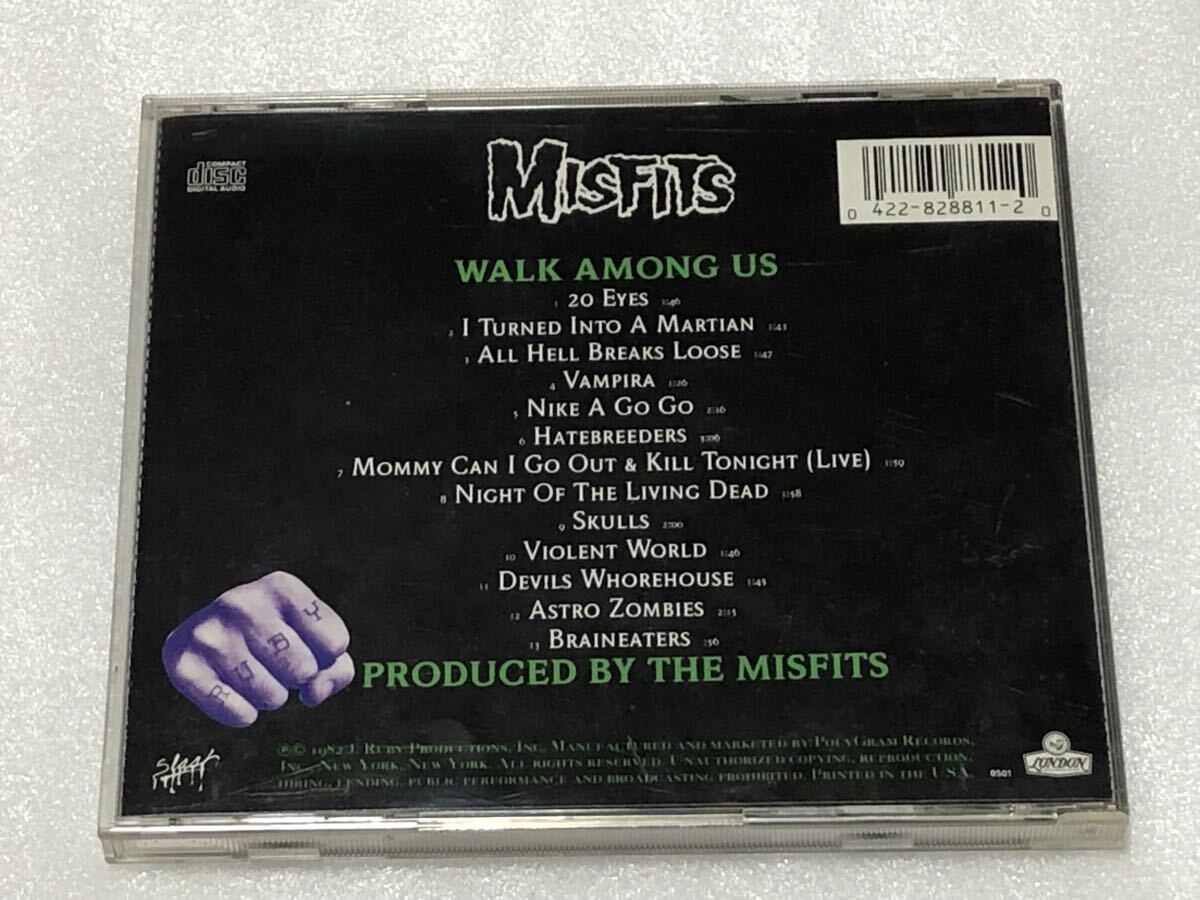 COMPACT
disc
DIGITAL AUDIO
MISFITS
0 422-828811-2 0
WALK AMONG US
1 20 EYES 1:46
2 I TURNED INTO A MARTIAN 1:43
3 ALL HELL BREAKS LOOSE 1:47
4 VAMPIRA 1:26
5 NIKE A GO GO 2:16
6 HATEBREEDERS 3:06
7 MOMMY CAN I GO OUT & KILL TONIGHT (LIVE) 1:59
8 NIGHT OF THE LIVING DEAD 1:58
9 SKULLS 2:00
10 VIOLENT WORLD 1:46
11 DEVILS WHOREHOUSE 1:45
12 ASTRO ZOMBIES 2:15
13 BRAINEATERS :56
RUBY
PRODUCED BY THE MISFITS
℗© 1982 J. RUBY PRODUCTIONS, INC. MANUFACTURED AND MARKETED BY POLYGRAM RECORDS,
INC., NEW YORK, NEW YORK. ALL RIGHTS RESERVED. UNAUTHORIZED COPYING, REPRODUCTION,
HIRING, LENDING, PUBLIC PERFORMANCE AND BROADCASTING PROHIBITED. PRINTED IN THE U.S.A.
0501
slash
LONDON